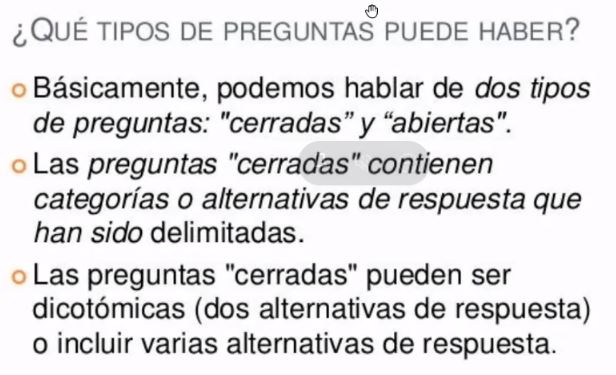 ¿QUÉ TIPOS DE PREGUNTAS PUEDE HABER?
Básicamente, podemos hablar de dos tipos
de preguntas: "cerradas” y “abiertas".
Las preguntas "cerradas" contienen
categorías o alternativas de respuesta que
han sido delimitadas.
Las preguntas "cerradas" pueden ser
dicotómicas (dos alternativas de respuesta)
o incluir varias alternativas de respuesta.